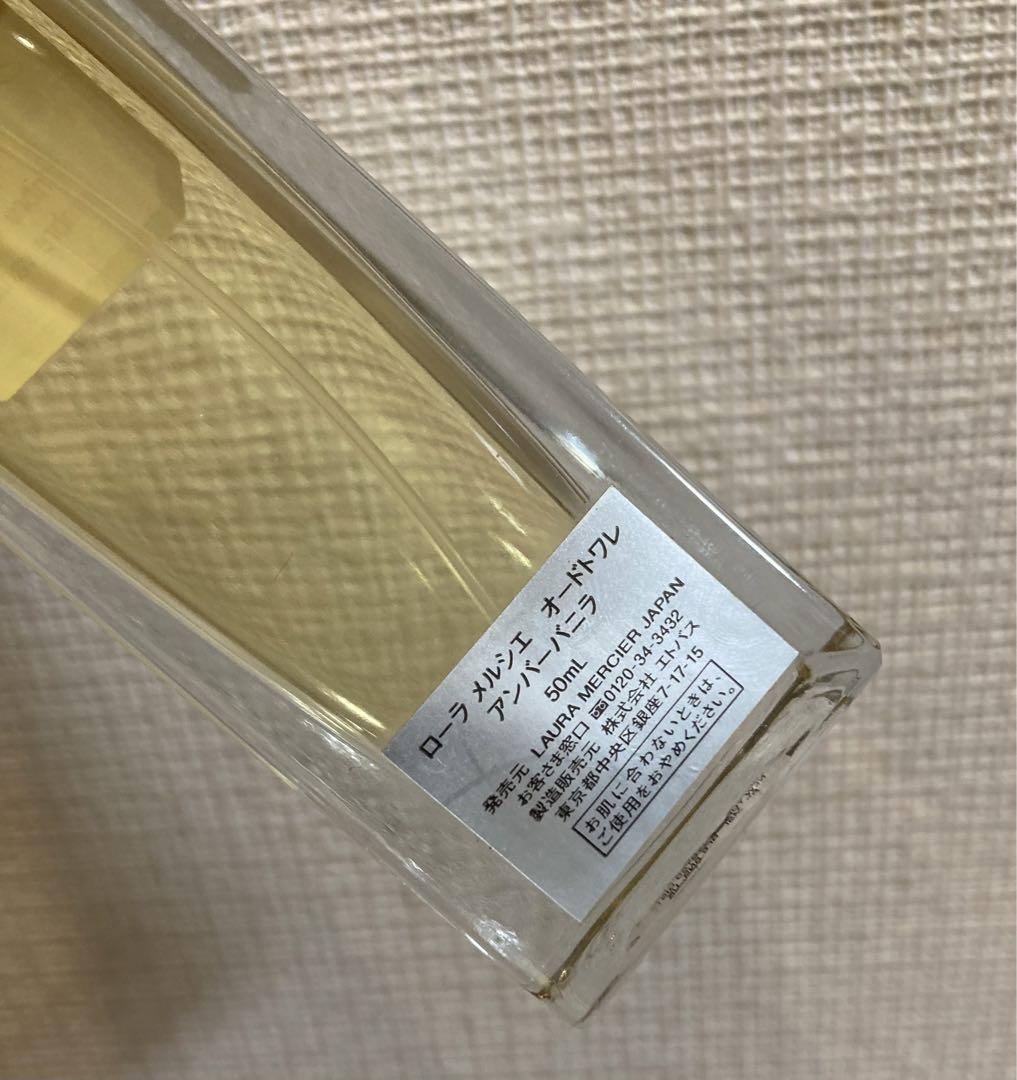 ローラ メルシエ オードトワレ
アンバーバニラ
50mL
発売元 LAURA MERCIER JAPAN
お客さま窓口 0120-34-3432
製造販売元 株式会社 エトバス
東京都中央区銀座7-17-15
お肌に合わないときは、
ご使用をおやめください。